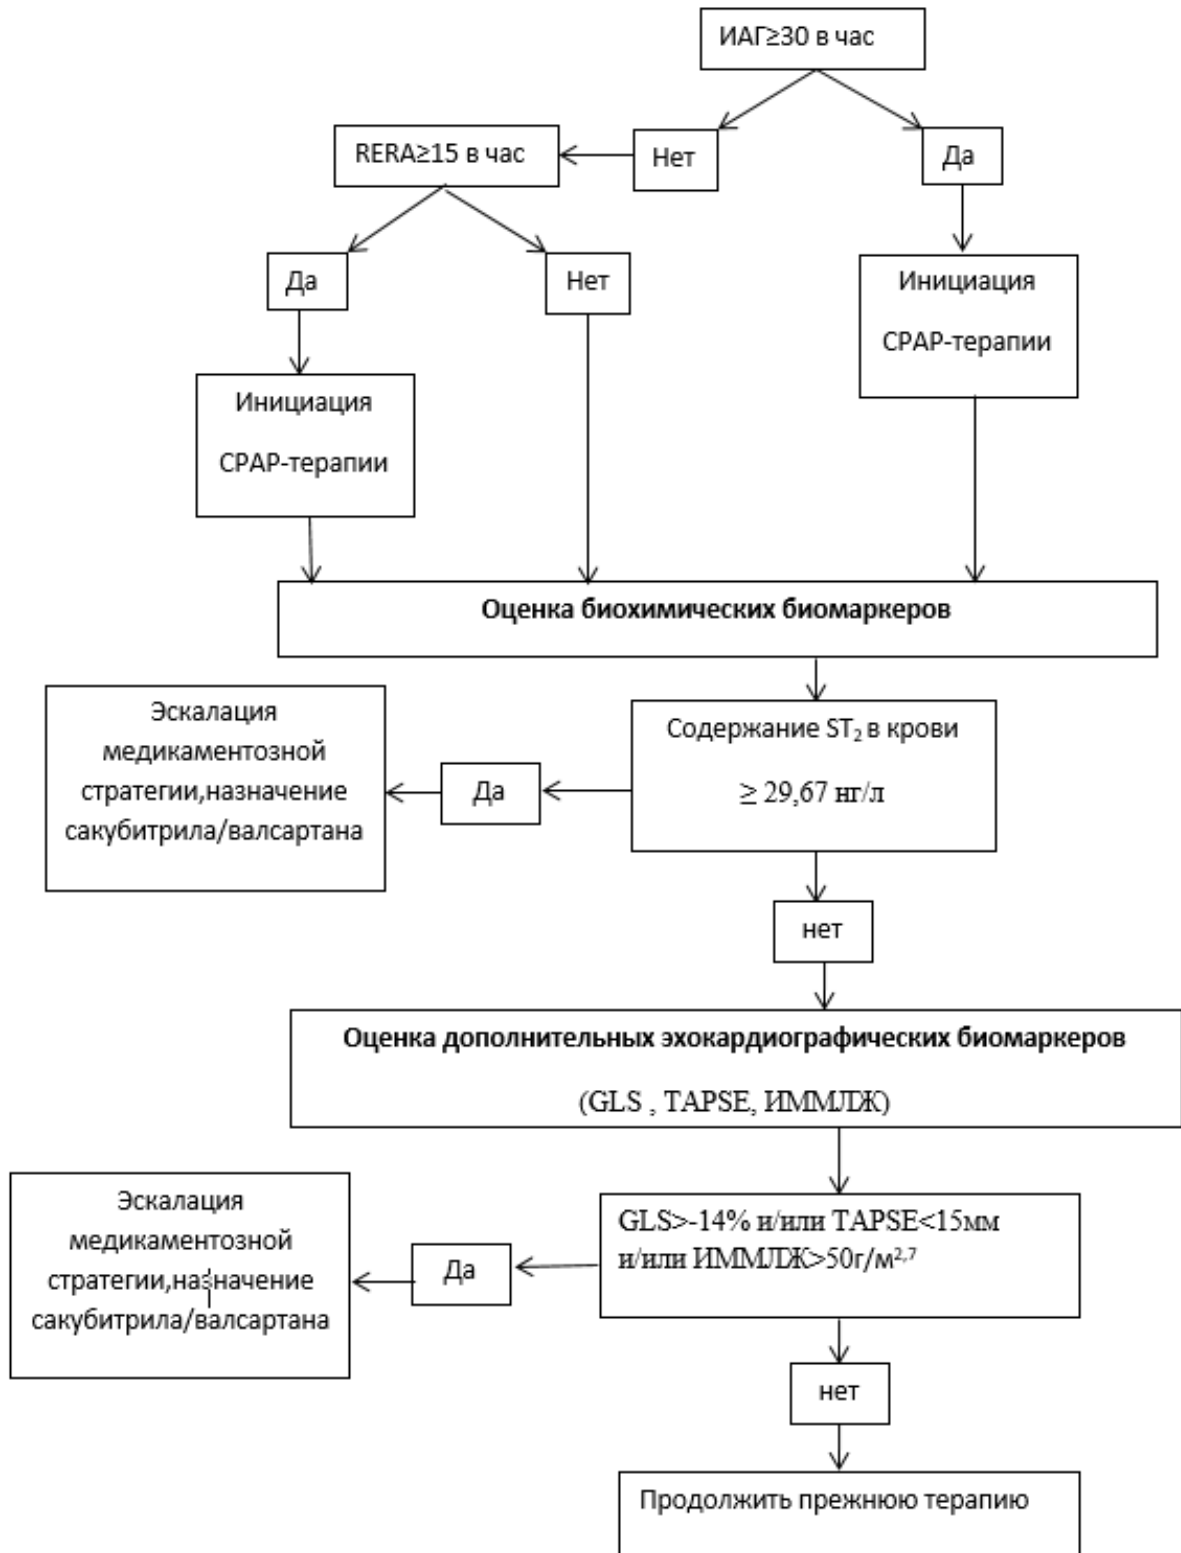 ИАГ≥30 в час
RERA≥15 в час
Нет
Да
Да
Нет
Инициация
CPAP-терапии
Инициация
CPAP-терапии
Оценка биохимических биомаркеров
Эскалация
медикаментозной
стратегии,назначение
сакубитрила/валсартана
Да
Содержание ST₂ в крови
≥ 29,67 нг/л
нет
Оценка дополнительных эхокардиографических биомаркеров
(GLS , TAPSE, ИММЛЖ)
Эскалация
медикаментозной
стратегии,назначение
сакубитрила/валсартана
Да
GLS>-14% и/или TAPSE<15мм
и/или ИММЛЖ>50г/м²,⁷
нет
Продолжить прежнюю терапию